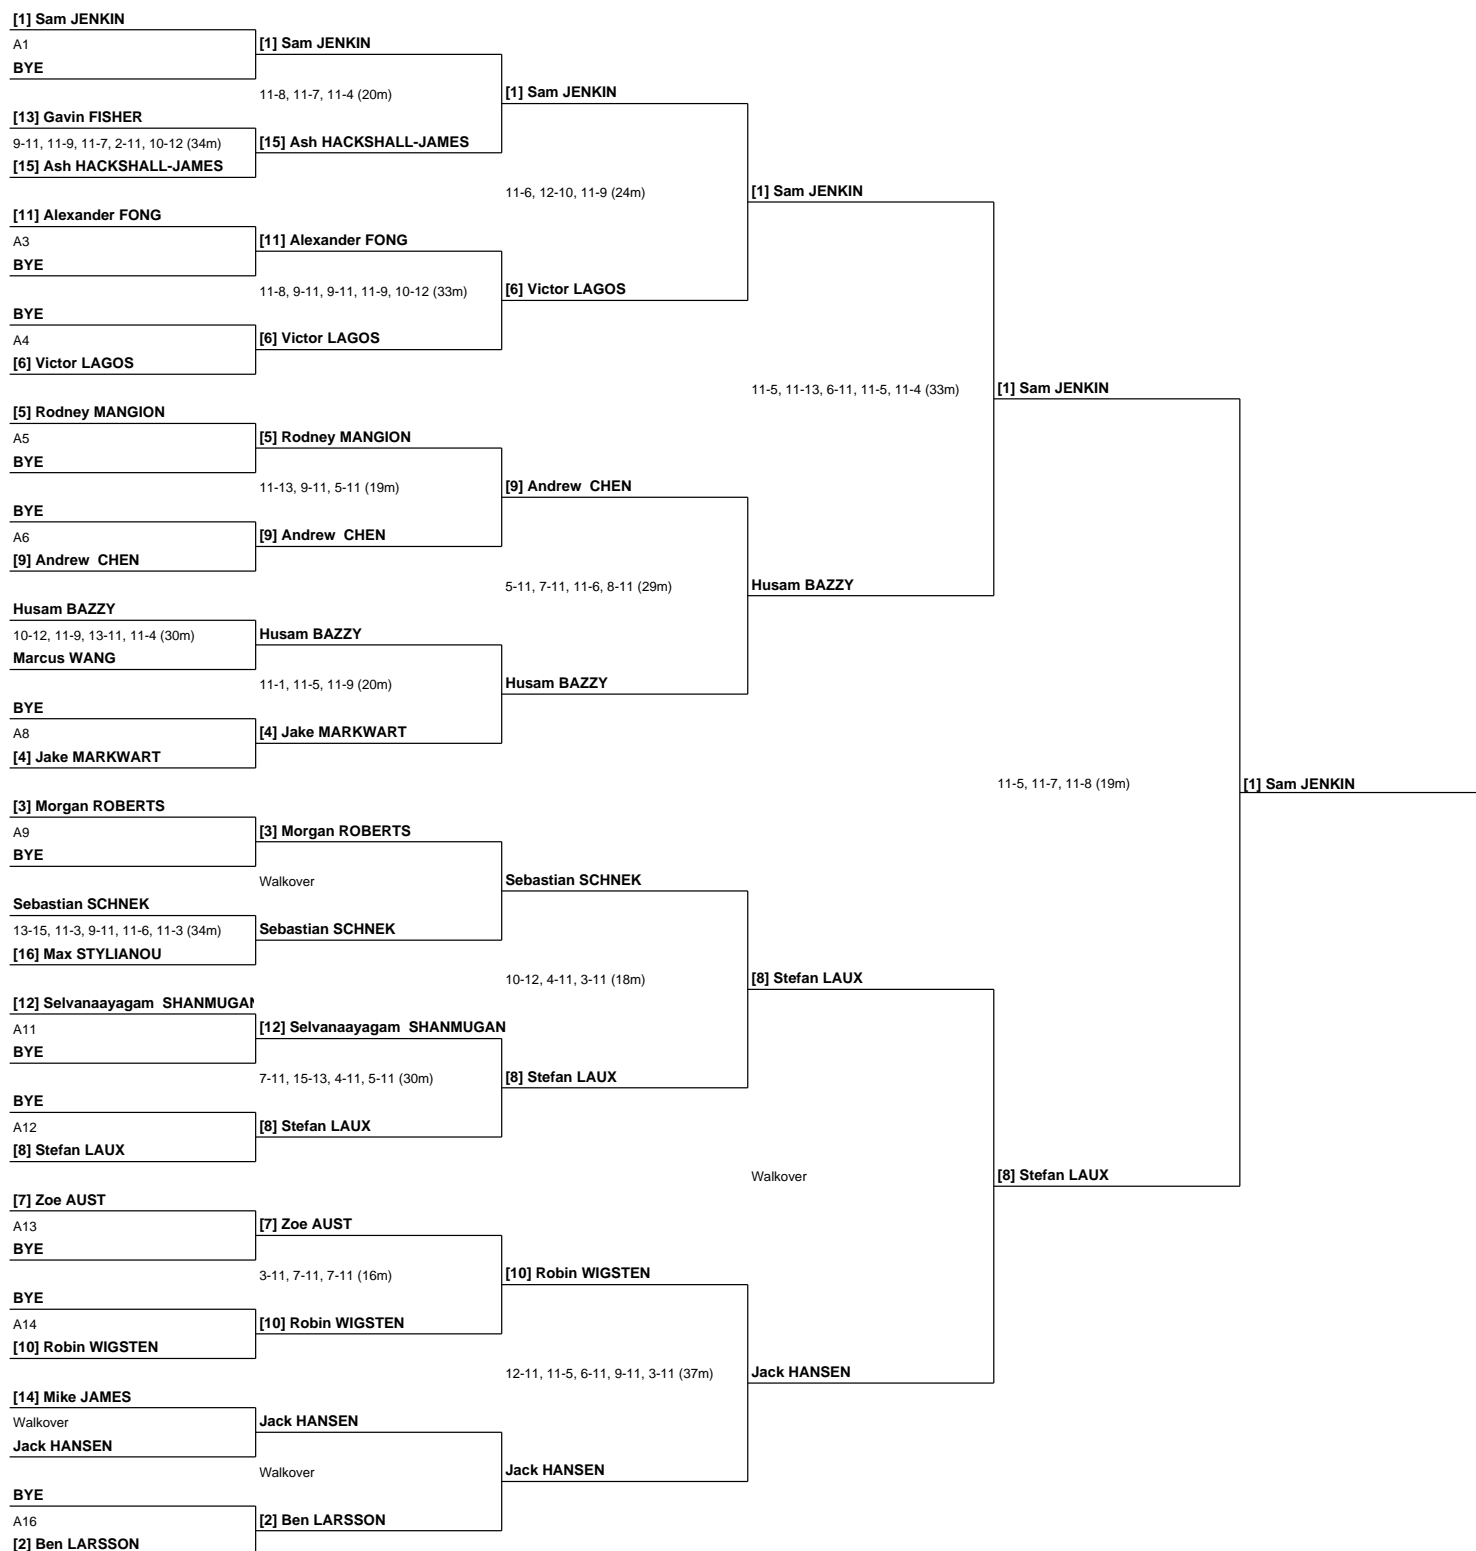 [1] Sam JENKIN
A1
[1] Sam JENKIN
BYE
11-8, 11-7, 11-4 (20m)
[1] Sam JENKIN
[13] Gavin FISHER
9-11, 11-9, 11-7, 2-11, 10-12 (34m)
[15] Ash HACKSHALL-JAMES
[15] Ash HACKSHALL-JAMES
11-6, 12-10, 11-9 (24m)
[1] Sam JENKIN
[11] Alexander FONG
A3
[11] Alexander FONG
BYE
11-8, 9-11, 9-11, 11-9, 10-12 (33m)
[6] Victor LAGOS
BYE
A4
[6] Victor LAGOS
[6] Victor LAGOS
11-5, 11-13, 6-11, 11-5, 11-4 (33m)
[1] Sam JENKIN
[5] Rodney MANGION
A5
[5] Rodney MANGION
BYE
11-13, 9-11, 5-11 (19m)
[9] Andrew  CHEN
BYE
A6
[9] Andrew  CHEN
[9] Andrew  CHEN
5-11, 7-11, 11-6, 8-11 (29m)
Husam BAZZY
Husam BAZZY
10-12, 11-9, 13-11, 11-4 (30m)
Husam BAZZY
Marcus WANG
11-1, 11-5, 11-9 (20m)
Husam BAZZY
BYE
A8
[4] Jake MARKWART
[4] Jake MARKWART
11-5, 11-7, 11-8 (19m)
[1] Sam JENKIN
[3] Morgan ROBERTS
A9
[3] Morgan ROBERTS
BYE
Walkover
Sebastian SCHNEK
Sebastian SCHNEK
13-15, 11-3, 9-11, 11-6, 11-3 (34m)
Sebastian SCHNEK
[16] Max STYLIANOU
10-12, 4-11, 3-11 (18m)
[8] Stefan LAUX
[12] Selvanaayagam  SHANMUGAN
A11
[12] Selvanaayagam  SHANMUGAN
BYE
7-11, 15-13, 4-11, 5-11 (30m)
[8] Stefan LAUX
BYE
A12
[8] Stefan LAUX
[8] Stefan LAUX
Walkover
[8] Stefan LAUX
[7] Zoe AUST
A13
[7] Zoe AUST
BYE
3-11, 7-11, 7-11 (16m)
[10] Robin WIGSTEN
BYE
A14
[10] Robin WIGSTEN
[10] Robin WIGSTEN
12-11, 11-5, 6-11, 9-11, 3-11 (37m)
Jack HANSEN
[14] Mike JAMES
Walkover
Jack HANSEN
Jack HANSEN
Walkover
Jack HANSEN
BYE
A16
[2] Ben LARSSON
[2] Ben LARSSON